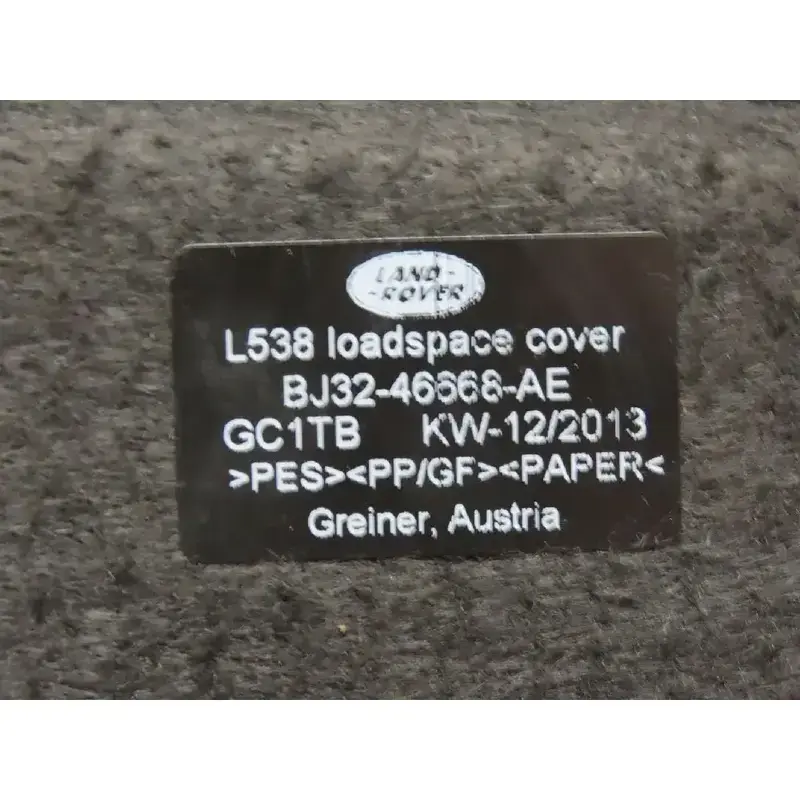 LAND-
-ROVER
L538 loadspace cover
BJ32-46668-AE
GC1TB KW-12/2013
>PES><PP/GF><PAPER<
Greiner, Austria